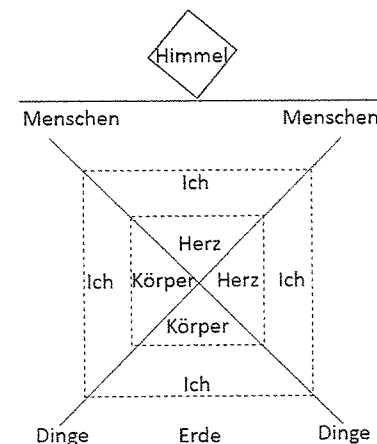 Himmel
Menschen Menschen
Ich
Herz
Ich Körper Herz Ich
Körper
Ich
Dinge Erde Dinge